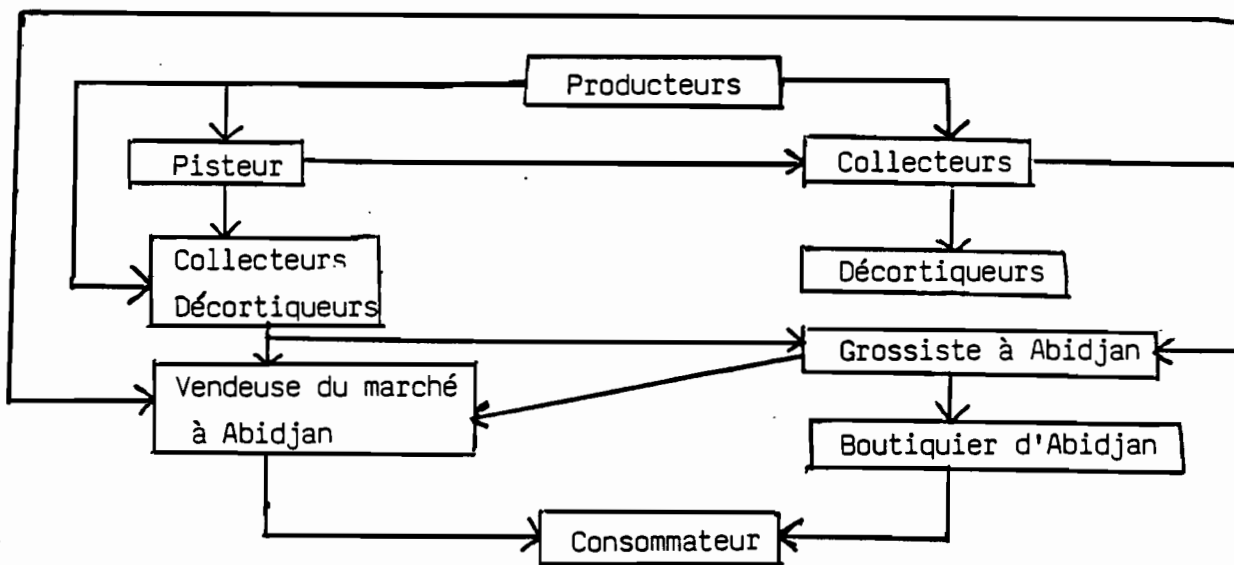 Producteurs
Pisteur
Collecteurs
Collecteurs
Décortiqueurs
Décortiqueurs
Grossiste à Abidjan
Vendeuse du marché
à Abidjan
Boutiquier d'Abidjan
Consommateur